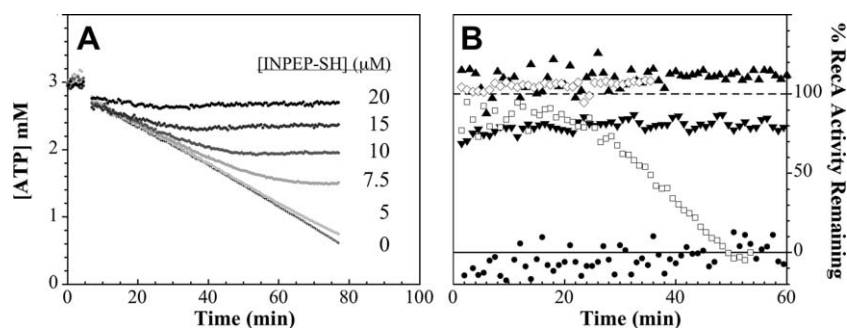 A
[INPEP-SH] (μM)
20
15
10
7.5
5
0
3
2
1
0
[ATP] mM
0 20 40 60 80 100
Time (min)
B
100
50
0
% RecA Activity Remaining
0 20 40 60
Time (min)